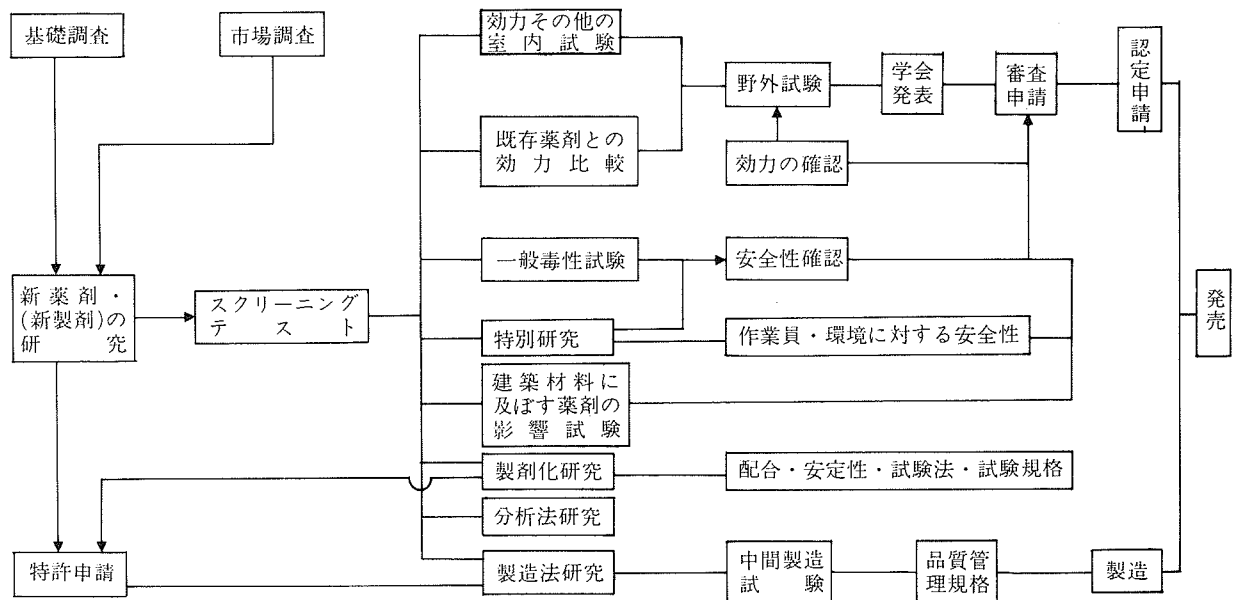 基礎調査
市場調査
新薬剤・
(新製剤)の
研究
スクリーニング
テスト
特許申請
効力その他の
室内試験
既存薬剤との
効力比較
一般毒性試験
特別研究
建築材料に
及ぼす薬剤の
影響試験
製剤化研究
分析法研究
製造法研究
野外試験
効力の確認
安全性確認
作業員・環境に対する安全性
配合・安定性・試験法・試験規格
中間製造
試験
学会
発表
品質管
理規格
審査
申請
認定申請
製造
発売